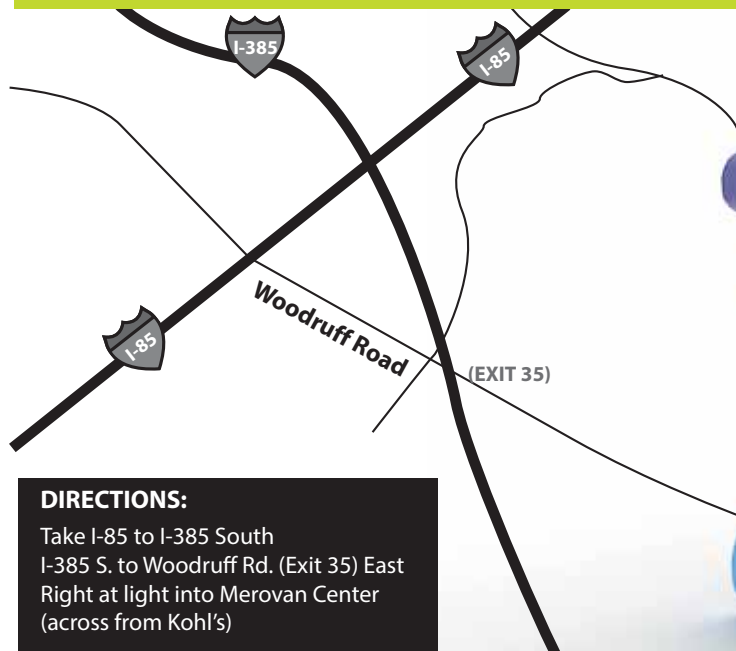 I-385
I-85
Woodruff Road
I-85
(EXIT 35)
DIRECTIONS:
Take I-85 to I-385 South
I-385 S. to Woodruff Rd. (Exit 35) East
Right at light into Merovan Center
(across from Kohl’s)